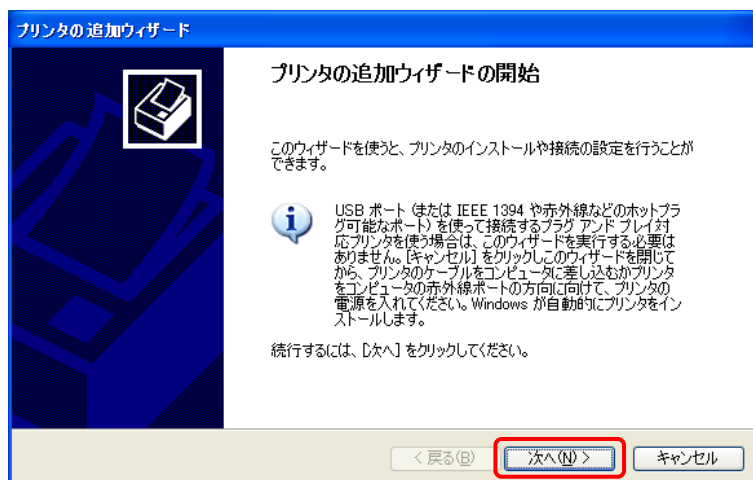 プリンタの追加ウィザード
プリンタの追加ウィザードの開始
このウィザードを使うと、プリンタのインストールや接続の設定を行うことが
できます。
USB ポート (または IEEE 1394 や赤外線などのホットプラ
グ可能なポート) を使って接続するプラグ アンド プレイ対
応プリンタを使う場合は、このウィザードを実行する必要は
ありません。[キャンセル] をクリックしこのウィザードを閉じて
から、プリンタのケーブルをコンピュータに差し込むかプリンタ
をコンピュータの赤外線ポートの方向に向けて、プリンタの
電源を入れてください。Windows が自動的にプリンタをイン
ストールします。
続行するには、[次へ] をクリックしてください。
< 戻る(B)
次へ(N) >
キャンセル